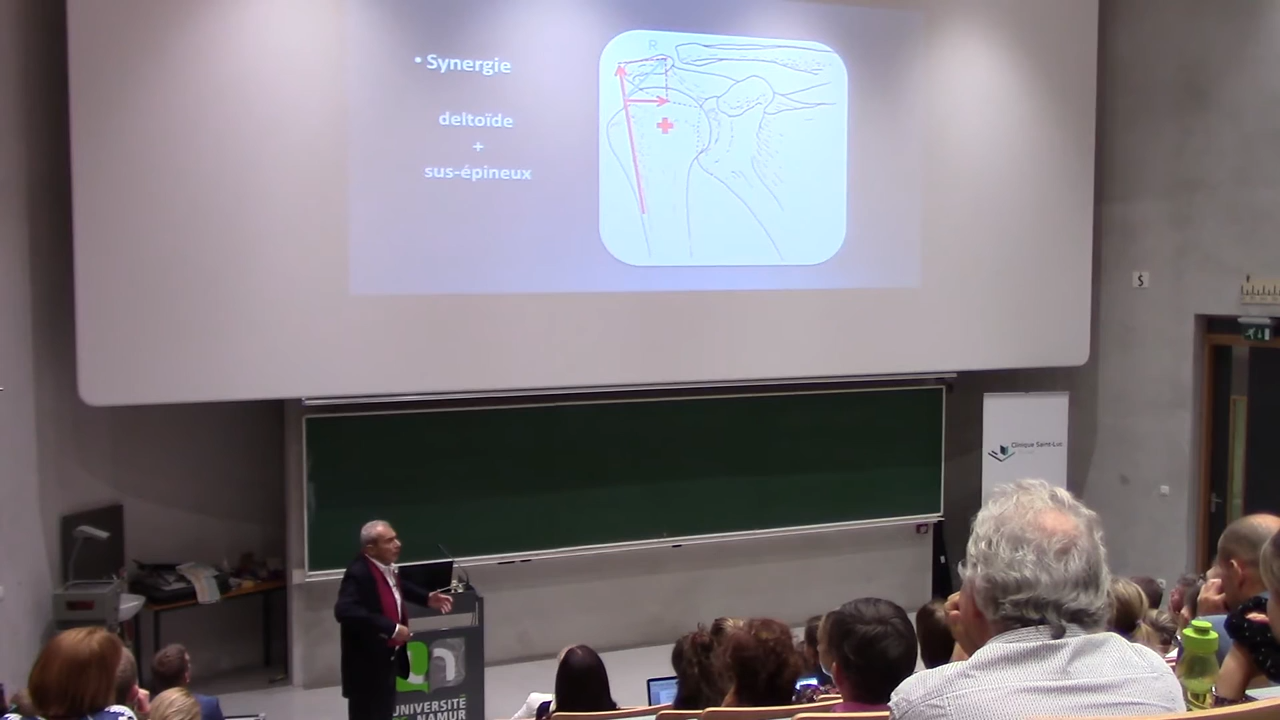 • Synergie
deltoïde
+
sus-épineux
R
Clinique Saint-Luc
UNIVERSITÉ
NAMUR